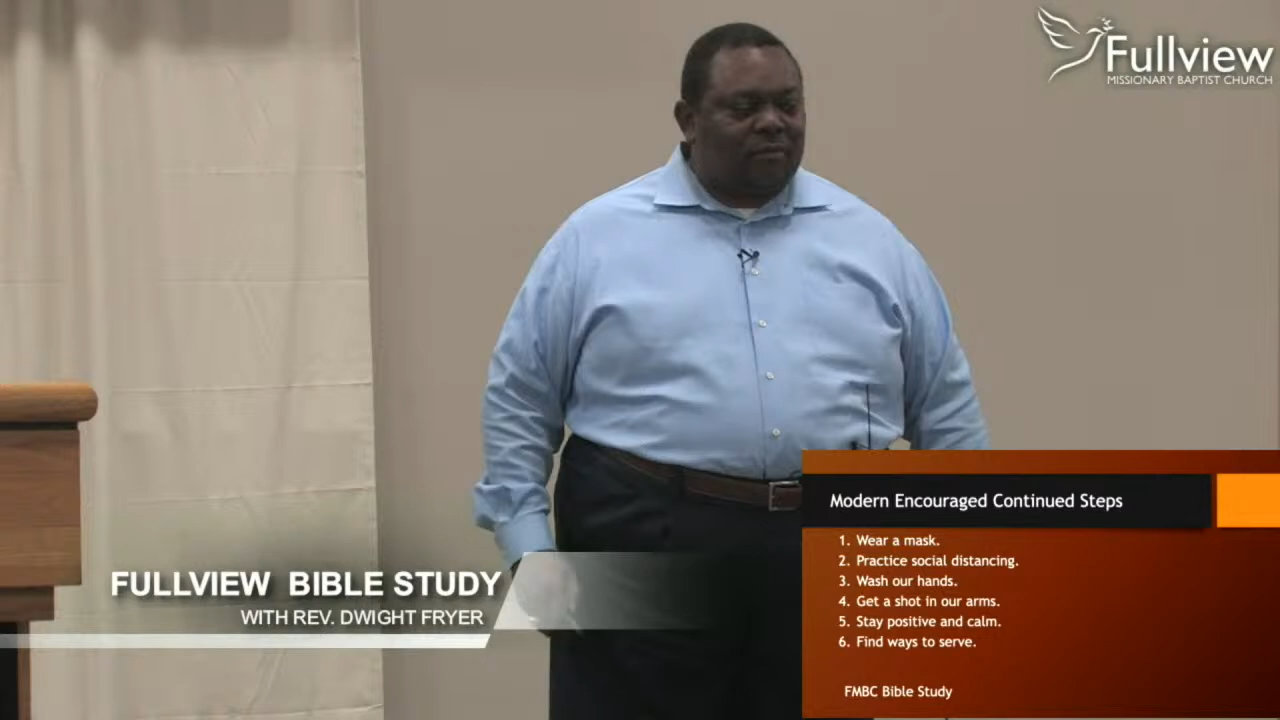 Fullview
MISSIONARY BAPTIST CHURCH
FULLVIEW BIBLE STUDY
WITH REV. DWIGHT FRYER
Modern Encouraged Continued Steps
1. Wear a mask.
2. Practice social distancing.
3. Wash our hands.
4. Get a shot in our arms.
5. Stay positive and calm.
6. Find ways to serve.
FMBC Bible Study